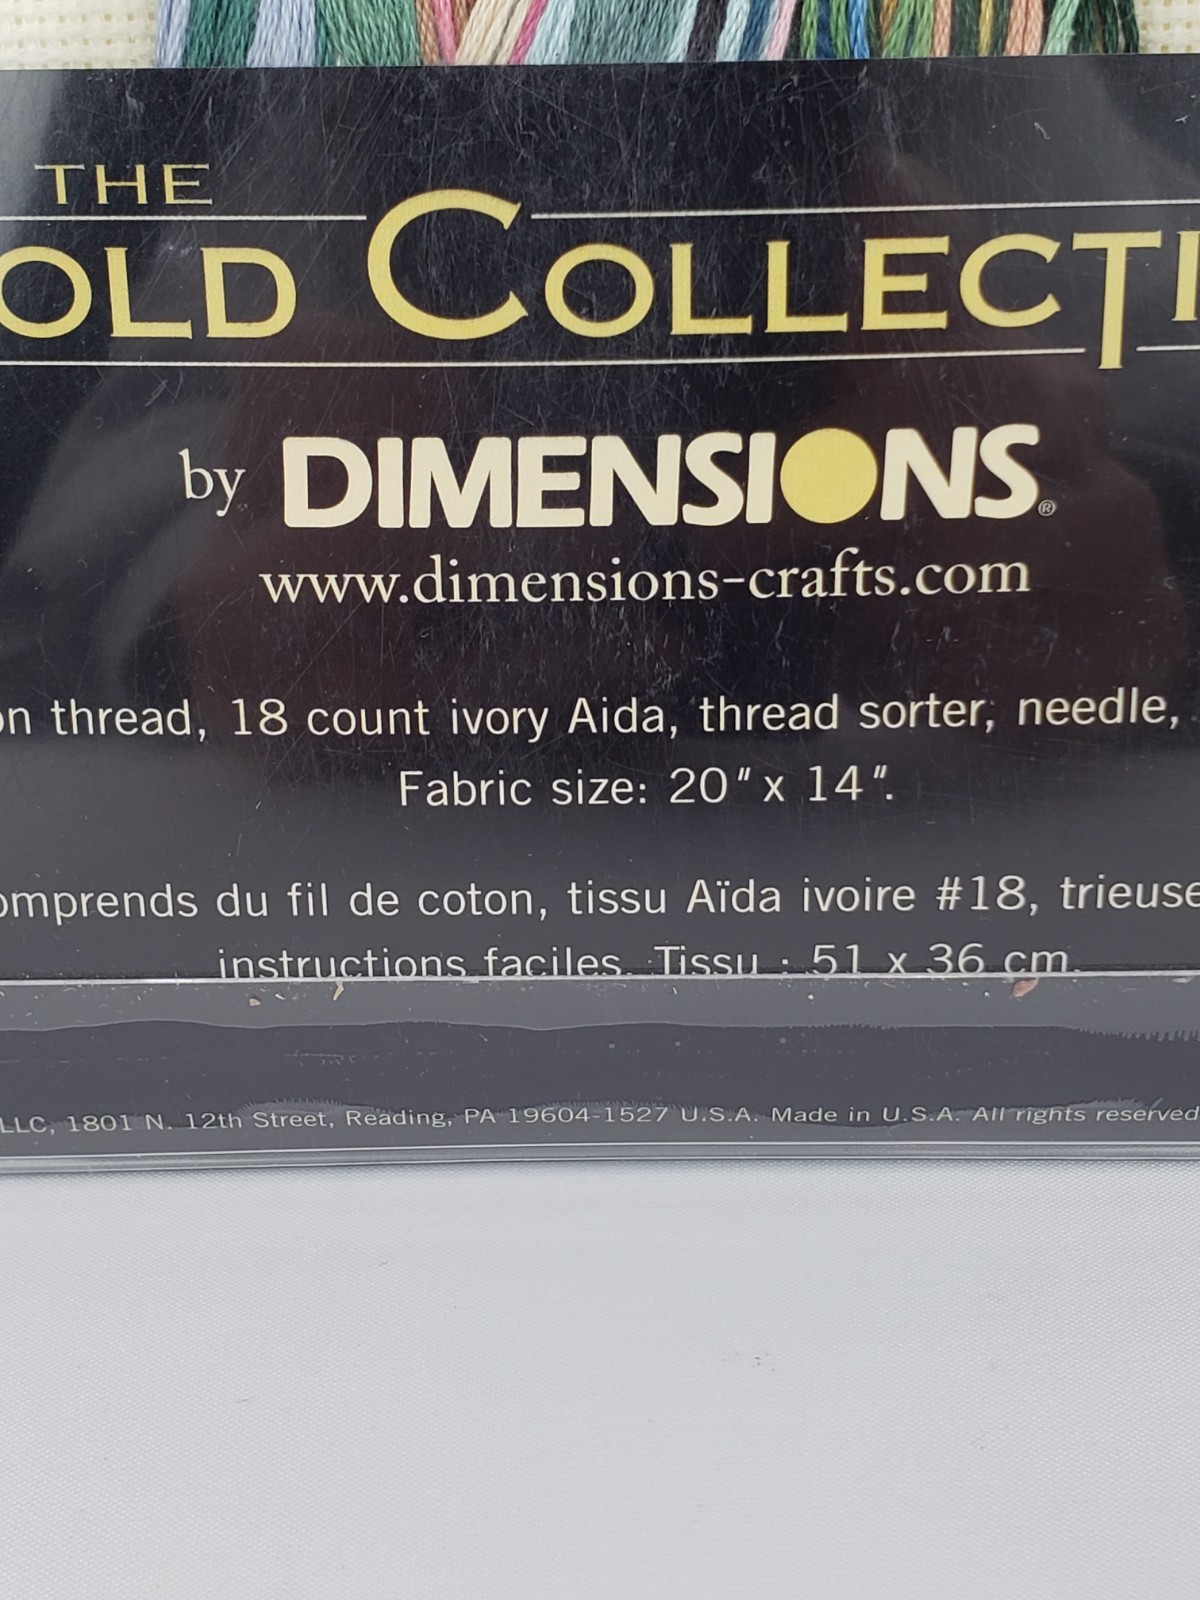 THE
OLD COLLECTI
by DIMENSIONS®
www.dimensions-crafts.com
on thread, 18 count ivory Aida, thread sorter, needle,
Fabric size: 20" x 14".
omprends du fil de coton, tissu Aïda ivoire #18, trieuse
instructions faciles. Tissu : 51 x 36 cm.
LLC, 1801 N. 12th Street, Reading, PA 19604-1527 U.S.A. Made in U.S.A. All rights reserved